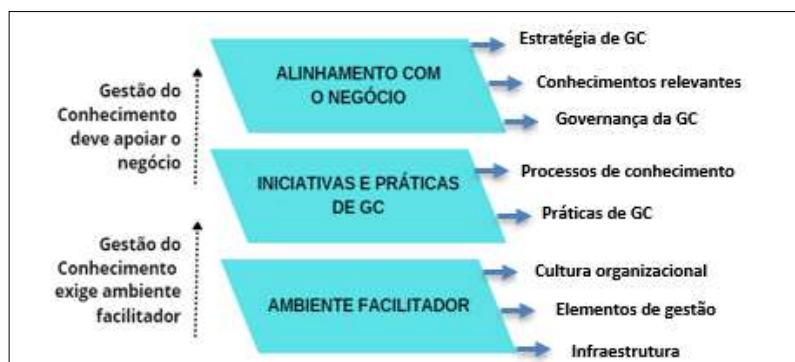 Estratégia de GC
ALINHAMENTO COM
O NEGÓCIO
Conhecimentos relevantes
Governança da GC
Gestão do
Conhecimento
deve apoiar o
negócio
INICIATIVAS E PRÁTICAS
DE GC
Processos de conhecimento
Práticas de GC
Gestão do
Conhecimento
exige ambiente
facilitador
AMBIENTE FACILITADOR
Cultura organizacional
Elementos de gestão
Infraestrutura